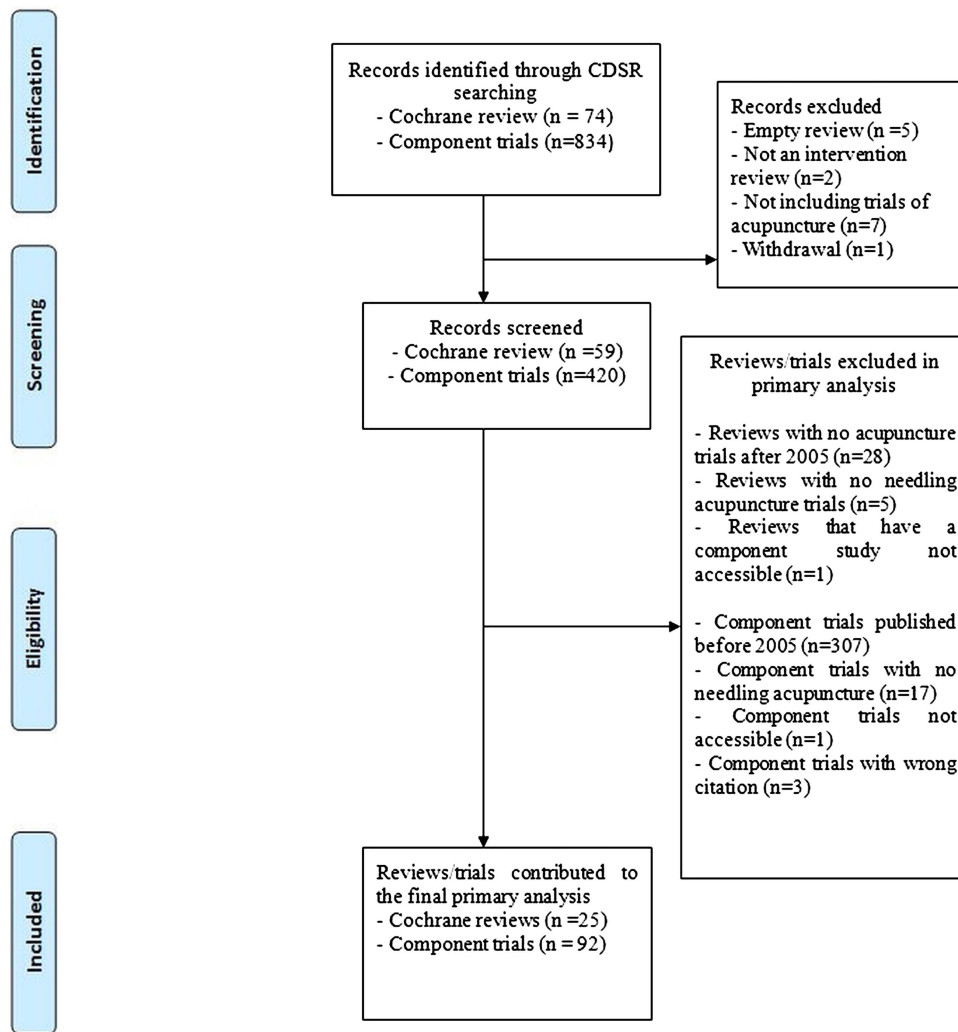 Identification
Records identified through CDSR
searching
- Cochrane review (n = 74)
- Component trials (n=834)
Records excluded
- Empty review (n =5)
- Not an intervention
review (n=2)
- Not including trials of
acupuncture (n=7)
- Withdrawal (n=1)
Screening
Records screened
- Cochrane review (n =59)
- Component trials (n=420)
Reviews/trials excluded in
primary analysis
- Reviews with no acupuncture
trials after 2005 (n=28)
- Reviews with no needling
acupuncture trials (n=5)
- Reviews that have a
component study not
accessible (n=1)
- Component trials published
before 2005 (n=307)
- Component trials with no
needling acupuncture (n=17)
- Component trials not
accessible (n=1)
- Component trials with wrong
citation (n=3)
Eligibility
Included
Reviews/trials contributed to
the final primary analysis
- Cochrane reviews (n =25)
- Component trials (n = 92)